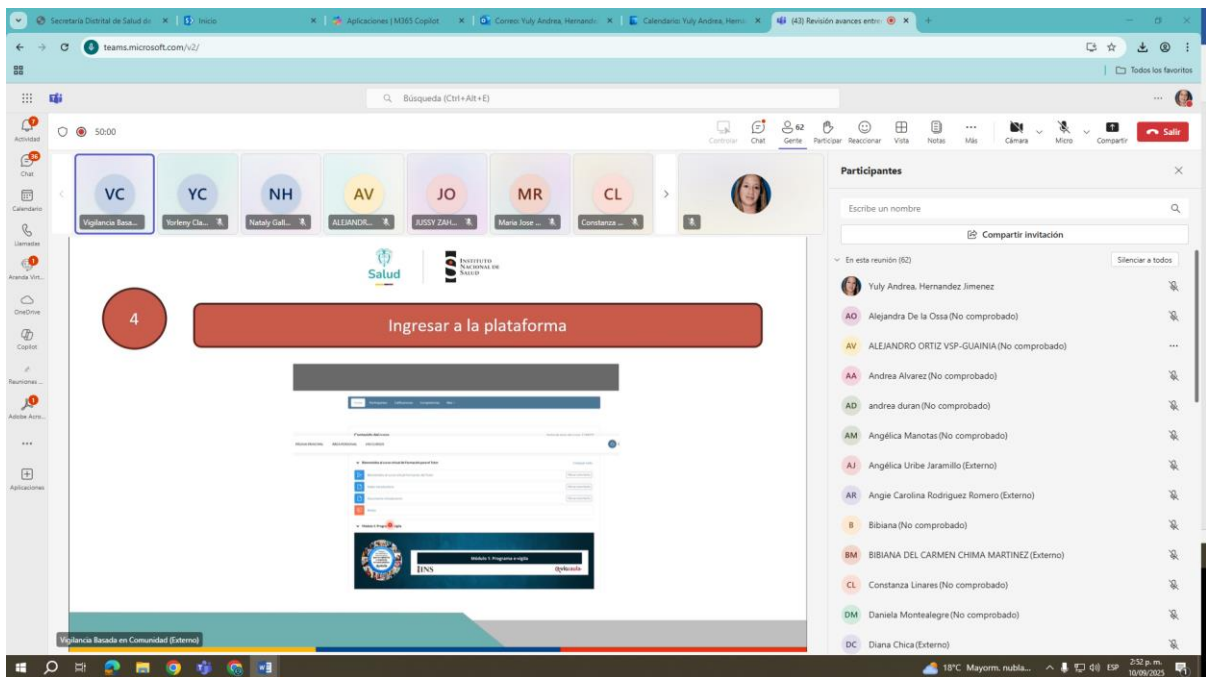 Secretaría Distrital de Salud de
Inicio
Aplicaciones | M365 Copilot
Correo: Yuly Andrea, Hernande
Calendario: Yuly Andrea, Herna
(43) Revisión avances entre
teams.microsoft.com/v2/
Todos los favoritos
Búsqueda (Ctrl+Alt+E)
50:00
Controlar
Chat
Gente
62
Participar
Reaccionar
Vista
Notas
Más
Cámara
Micro
Compartir
Salir
Actividad
Chat
Calendario
Llamadas
Aranda Virt...
OneDrive
Copilot
Reuniones ...
Adobe Acro...
Aplicaciones
VC
YC
NH
AV
JO
MR
CL
Vigilancia Basa...
Yorleny Cla...
Nataly Gall...
ALEJANDR...
JUSSY ZAH...
Maria Jose ...
Constanza ...
Salud
INSTITUTO
NACIONAL DE
SALUD
4
Ingresar a la plataforma
Módulo 1: Programa e-vigila
INS
Vigilancia Basada en Comunidad (Externo)
Participantes
Escribe un nombre
Compartir invitación
En esta reunión (62)
Silenciar a todos
Yuly Andrea. Hernandez Jimenez
AO Alejandra De la Ossa (No comprobado)
AV ALEJANDRO ORTIZ VSP-GUAINIA (No comprobado)
AA Andrea Alvarez (No comprobado)
AD andrea duran (No comprobado)
AM Angélica Manotas (No comprobado)
AJ Angélica Uribe Jaramillo (Externo)
AR Angie Carolina Rodriguez Romero (Externo)
B Bibiana (No comprobado)
BM BIBIANA DEL CARMEN CHIMA MARTINEZ (Externo)
CL Constanza Linares (No comprobado)
DM Daniela Montealegre (No comprobado)
DC Diana Chica (Externo)
18°C Mayorm. nubla...
ESP
2:52 p. m.
10/09/2025